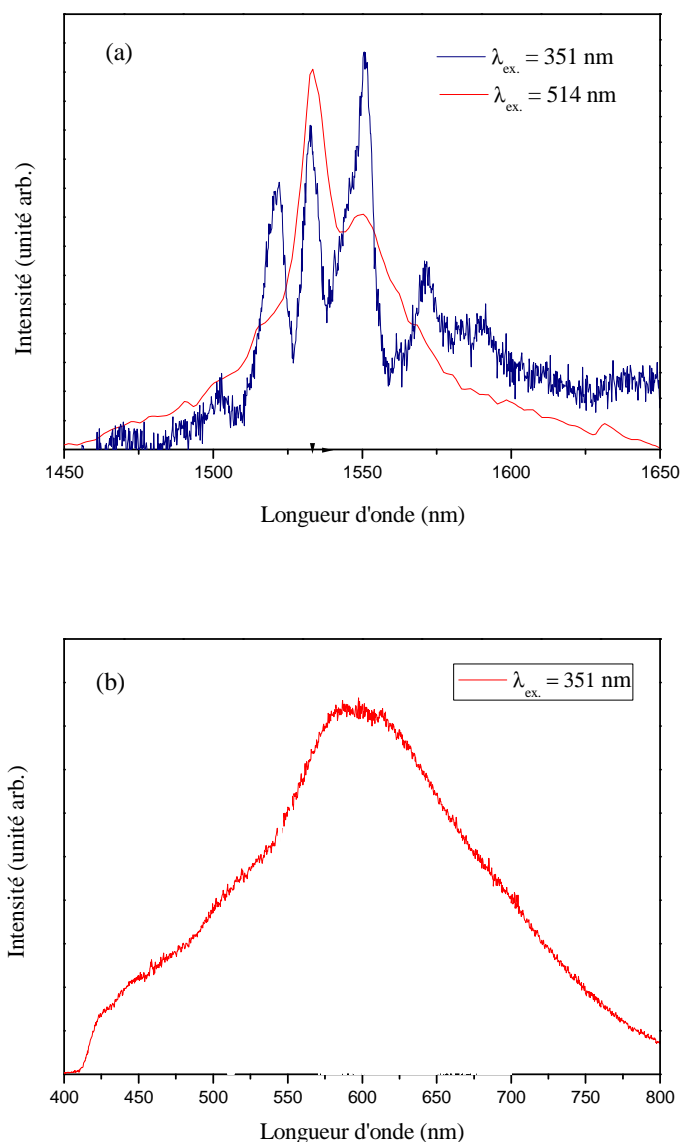 (a)
λex. = 351 nm
λex. = 514 nm
Intensité (unité arb.)
1450 1500 1550 1600 1650
Longueur d'onde (nm)
(b)
λex. = 351 nm
Intensité (unité arb.)
400 450 500 550 600 650 700 750 800
Longueur d'onde (nm)